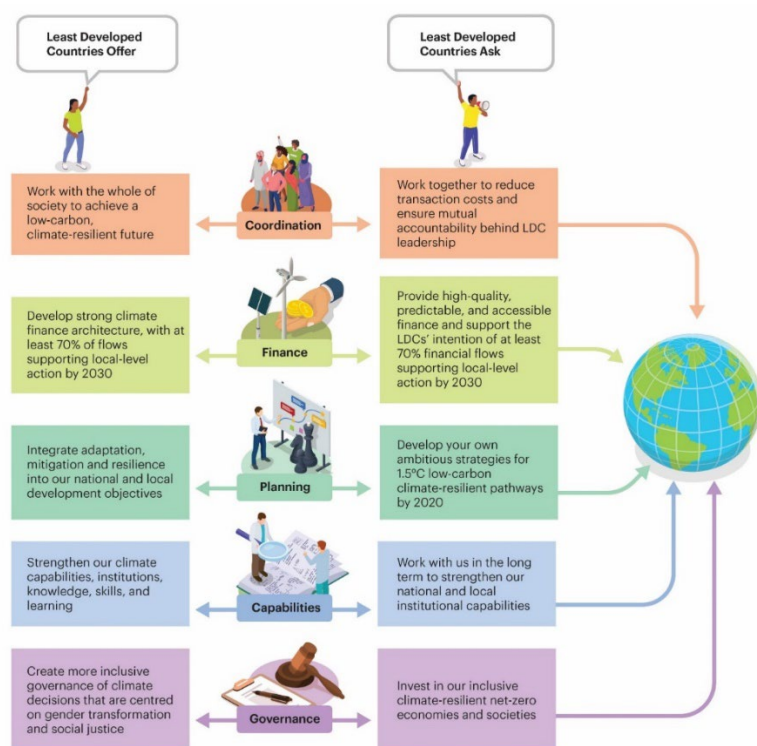 Least Developed
Countries Offer
Least Developed
Countries Ask
Work with the whole of
society to achieve a
low-carbon,
climate-resilient future
Coordination
Work together to reduce
transaction costs and
ensure mutual
accountability behind LDC
leadership
Develop strong climate
finance architecture, with at
least 70% of flows
supporting local-level
action by 2030
Finance
Provide high-quality,
predictable, and accessible
finance and support the
LDCs' intention of at least
70% financial flows
supporting local-level
action by 2030
Integrate adaptation,
mitigation and resilience
into our national and local
development objectives
Planning
Develop your own
ambitious strategies for
1.5°C low-carbon
climate-resilient pathways
by 2020
Strengthen our climate
capabilities, institutions,
knowledge, skills, and
learning
Capabilities
Work with us in the long
term to strengthen our
national and local
institutional capabilities
Create more inclusive
governance of climate
decisions that are centred
on gender transformation
and social justice
Governance
Invest in our inclusive
climate-resilient net-zero
economies and societies